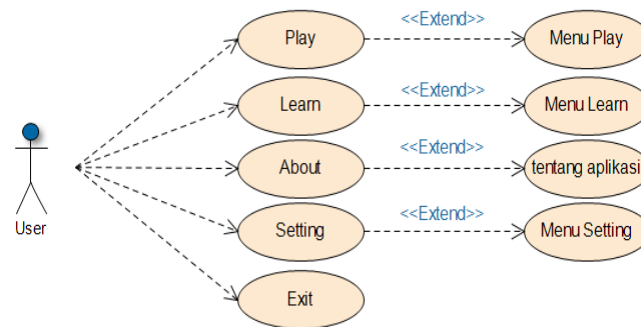 Play
<<Extend>>
Menu Play
Learn
<<Extend>>
Menu Learn
About
<<Extend>>
tentang aplikasi
Setting
<<Extend>>
Menu Setting
Exit
User